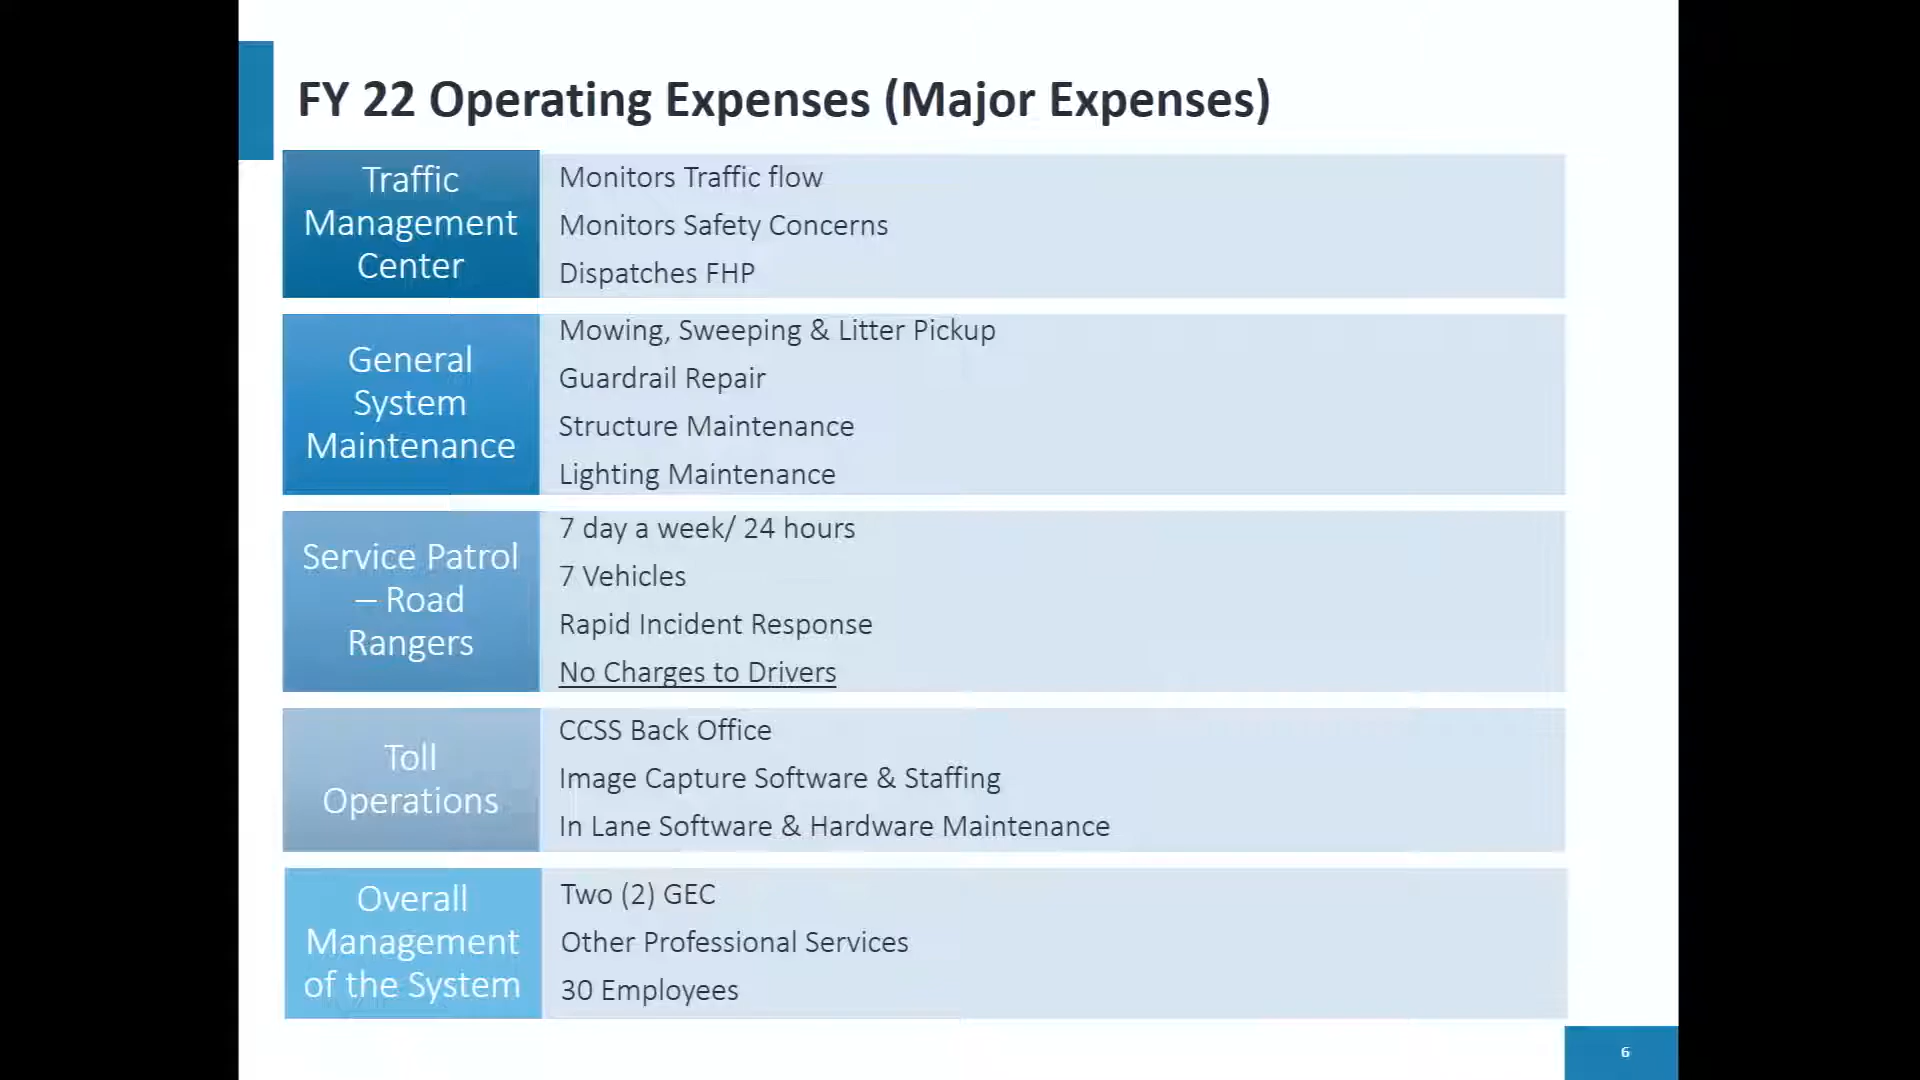 FY 22 Operating Expenses (Major Expenses)
Traffic
Management
Center
Monitors Traffic flow
Monitors Safety Concerns
Dispatches FHP
General
System
Maintenance
Mowing, Sweeping & Litter Pickup
Guardrail Repair
Structure Maintenance
Lighting Maintenance
Service Patrol
– Road
Rangers
7 day a week/ 24 hours
7 Vehicles
Rapid Incident Response
No Charges to Drivers
Toll
Operations
CCSS Back Office
Image Capture Software & Staffing
In Lane Software & Hardware Maintenance
Overall
Management
of the System
Two (2) GEC
Other Professional Services
30 Employees
6